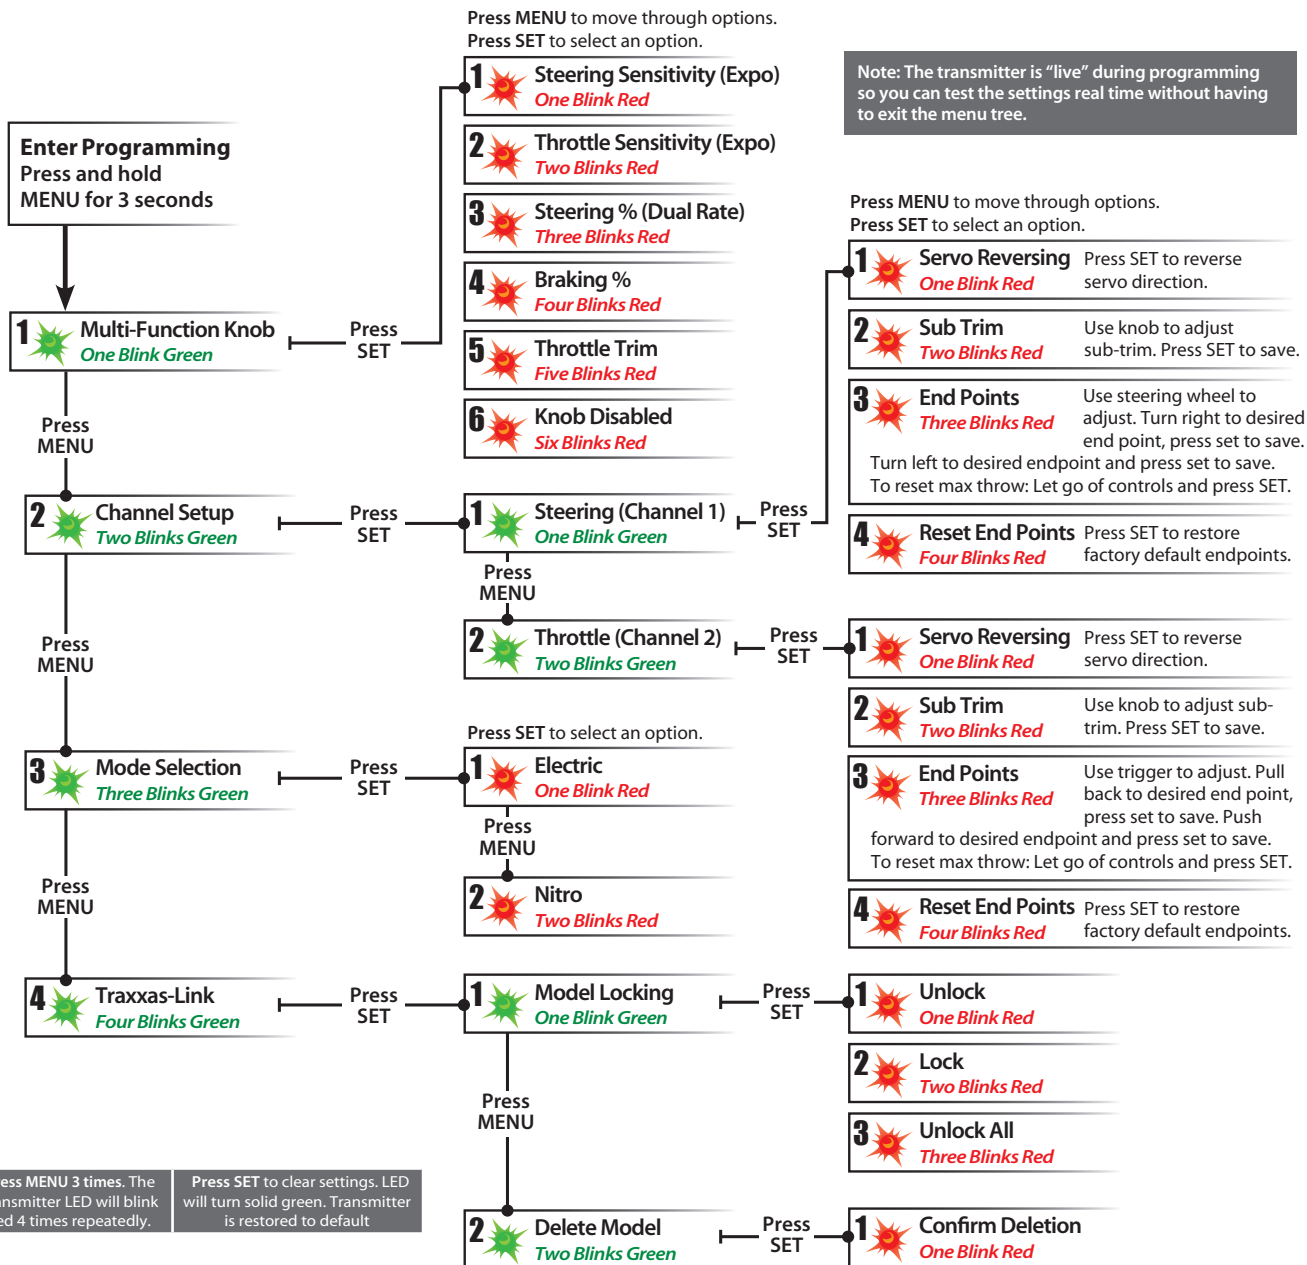 Press MENU to move through options.
Press SET to select an option.
Note: The transmitter is “live” during programming
so you can test the settings real time without having
to exit the menu tree.
Enter Programming
Press and hold
MENU for 3 seconds
1 Multi-Function Knob
One Blink Green
Press
SET
1 Steering Sensitivity (Expo)
One Blink Red
2 Throttle Sensitivity (Expo)
Two Blinks Red
3 Steering % (Dual Rate)
Three Blinks Red
4 Braking %
Four Blinks Red
5 Throttle Trim
Five Blinks Red
6 Knob Disabled
Six Blinks Red
Press
MENU
2 Channel Setup
Two Blinks Green
Press
SET
1 Steering (Channel 1)
One Blink Green
Press
SET
Press MENU to move through options.
Press SET to select an option.
1 Servo Reversing
One Blink Red
Press SET to reverse
servo direction.
2 Sub Trim
Two Blinks Red
Use knob to adjust
sub-trim. Press SET to save.
3 End Points
Three Blinks Red
Use steering wheel to
adjust. Turn right to desired
end point, press set to save.
Turn left to desired endpoint and press set to save.
To reset max throw: Let go of controls and press SET.
4 Reset End Points
Four Blinks Red
Press SET to restore
factory default endpoints.
Press
MENU
2 Throttle (Channel 2)
Two Blinks Green
Press
SET
1 Servo Reversing
One Blink Red
Press SET to reverse
servo direction.
2 Sub Trim
Two Blinks Red
Use knob to adjust sub-
trim. Press SET to save.
3 End Points
Three Blinks Red
Use trigger to adjust. Pull
back to desired end point,
press set to save. Push
forward to desired endpoint and press set to save.
To reset max throw: Let go of controls and press SET.
4 Reset End Points
Four Blinks Red
Press SET to restore
factory default endpoints.
Press
MENU
3 Mode Selection
Three Blinks Green
Press
SET
Press SET to select an option.
1 Electric
One Blink Red
Press
MENU
2 Nitro
Two Blinks Red
Press
MENU
4 Traxxas-Link
Four Blinks Green
Press
SET
1 Model Locking
One Blink Green
Press
SET
1 Unlock
One Blink Red
2 Lock
Two Blinks Red
3 Unlock All
Three Blinks Red
Press
MENU
2 Delete Model
Two Blinks Green
Press
SET
1 Confirm Deletion
One Blink Red
MENU 3 times. The
LED will blink
4 times repeatedly.
Press SET to clear settings. LED
will turn solid green. Transmitter
is restored to default